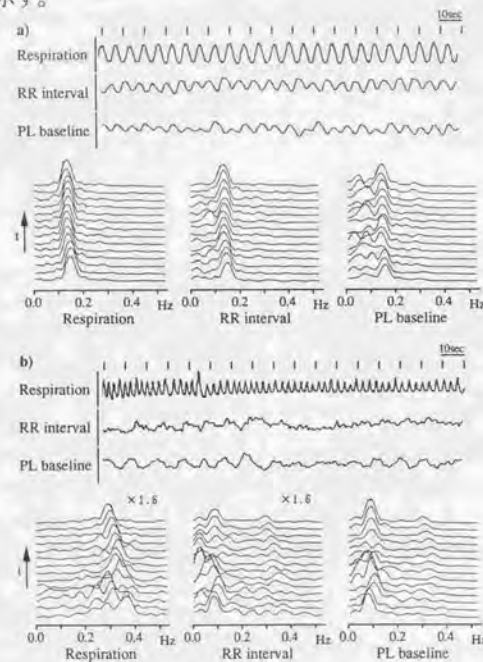 示す。
10sec
a)
Respiration
RR interval
PL baseline
t
0.0 0.2 0.4 Hz 0.0 0.2 0.4 Hz 0.0 0.2 0.4 Hz
Respiration RR interval PL baseline
b)
10sec
Respiration
RR interval
PL baseline
×1.6 ×1.6
0.0 0.2 0.4 Hz 0.0 0.2 0.4 Hz 0.0 0.2 0.4 Hz
Respiration RR interval PL baseline